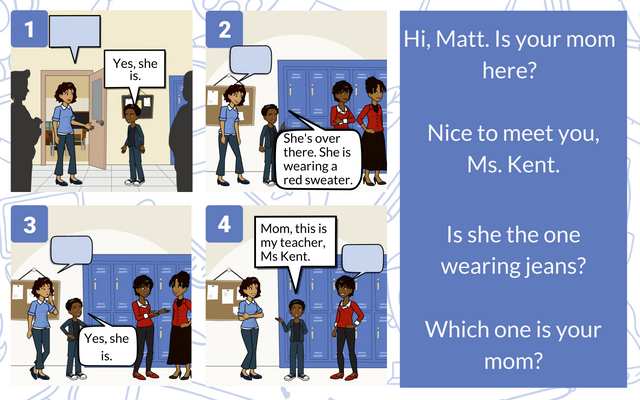 1
Yes, she
is.
2
She's over
there. She is
wearing a
red sweater.
3
Yes, she
is.
4
Mom, this is
my teacher,
Ms Kent.
Hi, Matt. Is your mom
here?
Nice to meet you,
Ms. Kent.
Is she the one
wearing jeans?
Which one is your
mom?